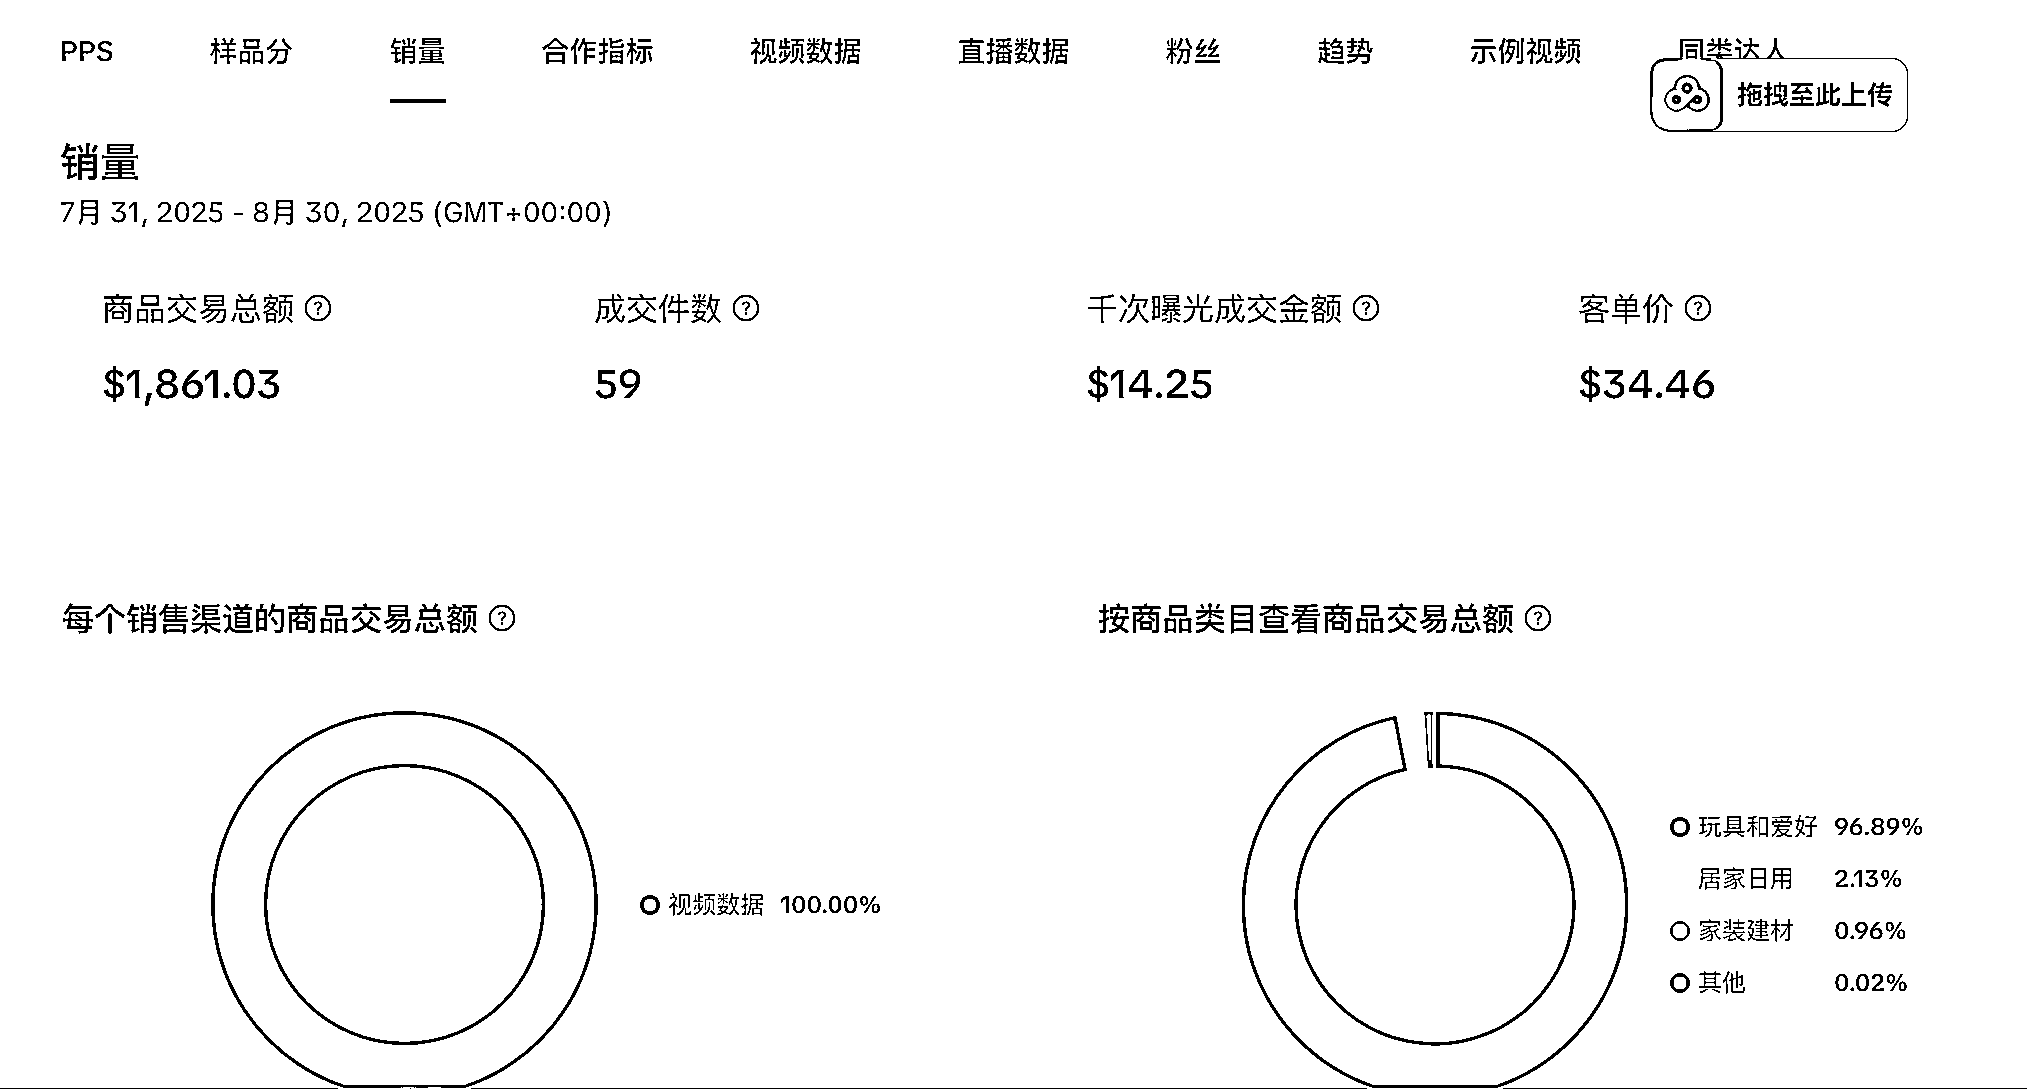 PPS 样品分 销量 合作指标 视频数据 直播数据 粉丝 趋势 示例视频 同类达人
拖拽至此上传
销量
7月 31, 2025 - 8月 30, 2025 (GMT+00:00)
商品交易总额 ? 成交件数 ? 千次曝光成交金额 ? 客单价 ?
$1,861.03 59 $14.25 $34.46
每个销售渠道的商品交易总额 ? 按商品类目查看商品交易总额 ?
视频数据 100.00%
玩具和爱好 96.89%
居家日用 2.13%
家装建材 0.96%
其他 0.02%